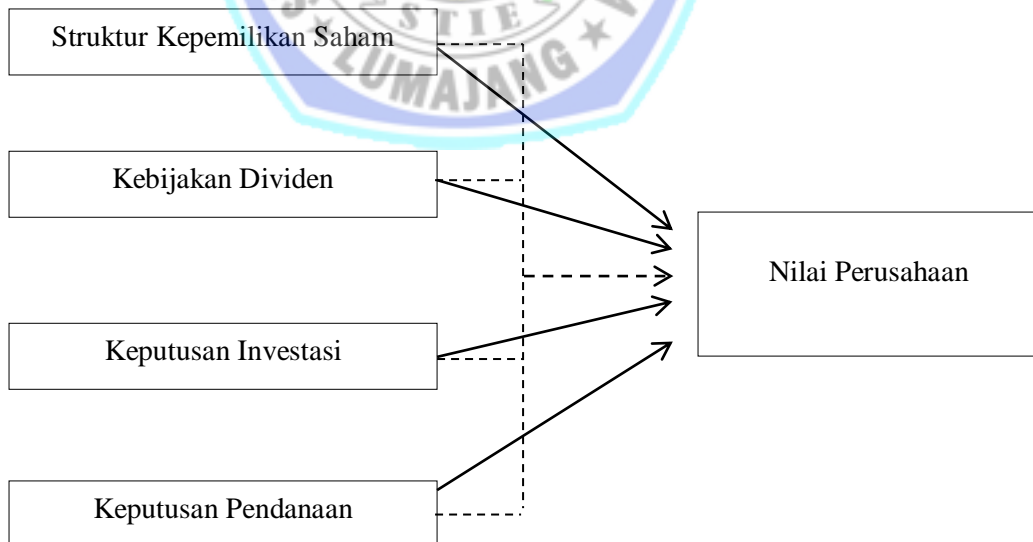 STIE
LUMAJANG
Struktur Kepemilikan Saham
Kebijakan Dividen
Nilai Perusahaan
Keputusan Investasi
Keputusan Pendanaan